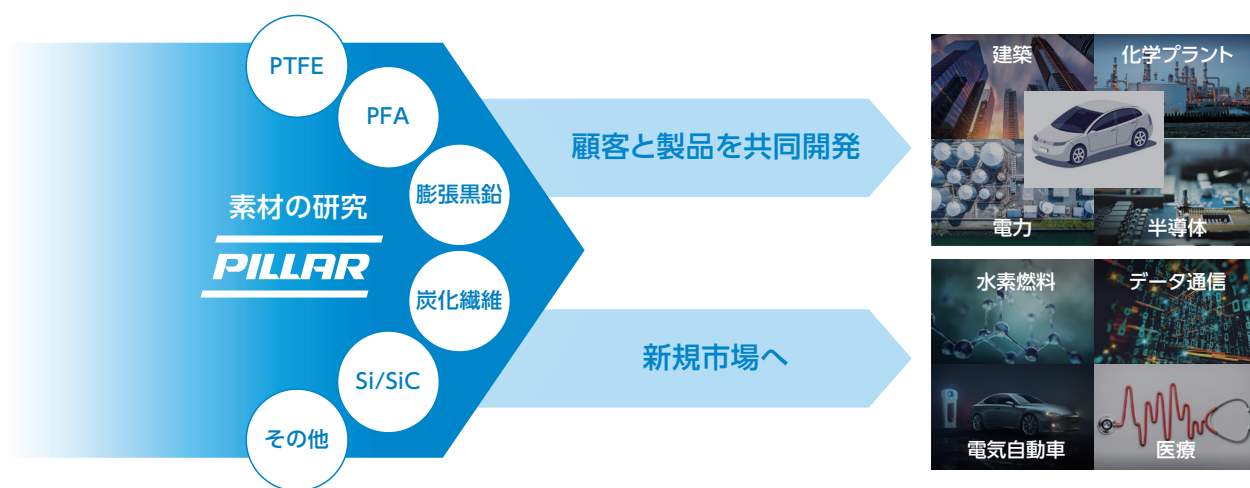 PTFE
PFA
膨張黒鉛
素材の研究
PILLAR
炭化繊維
Si/SiC
その他
顧客と製品を共同開発
新規市場へ
建築
化学プラント
電力
半導体
水素燃料
データ通信
電気自動車
医療